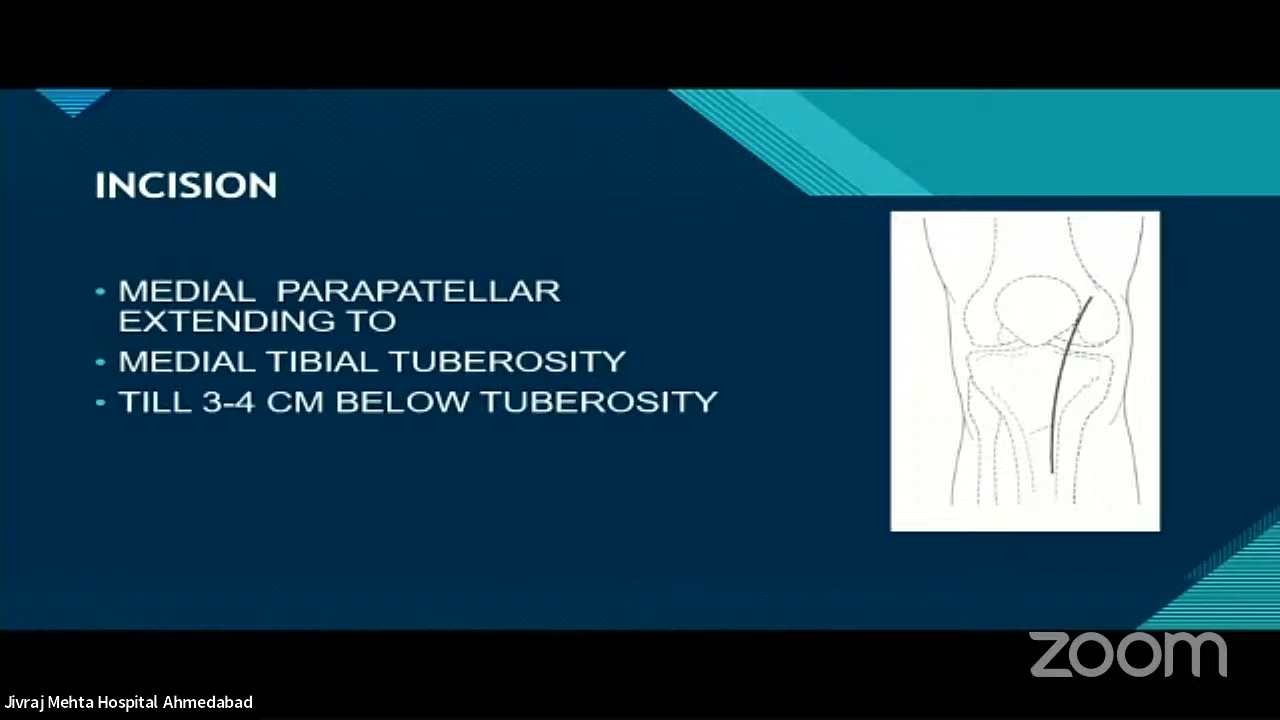 INCISION
• MEDIAL PARAPATELLAR
EXTENDING TO
• MEDIAL TIBIAL TUBEROSITY
• TILL 3-4 CM BELOW TUBEROSITY
zoom
Jivraj Mehta Hospital Ahmedabad